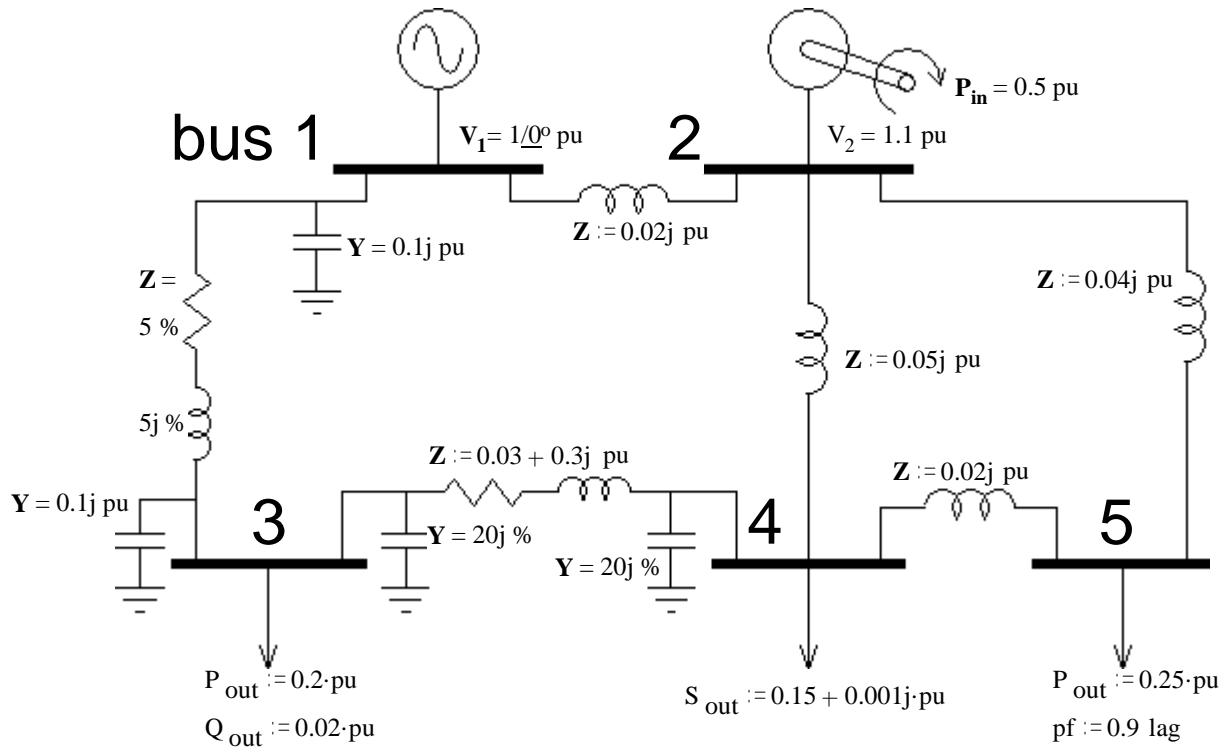 bus 1
V1 = 1/0º pu
2
Pin = 0.5 pu
V2 = 1.1 pu
Y = 0.1j pu
Z := 0.02j pu
Z =
5 %
5j %
Z := 0.04j pu
Z := 0.05j pu
Z := 0.03 + 0.3j pu
Z := 0.02j pu
Y = 0.1j pu
3
Y = 20j %
Y = 20j %
4
5
P out := 0.2·pu
Q out := 0.02·pu
S out := 0.15 + 0.001j·pu
P out := 0.25·pu
pf := 0.9 lag